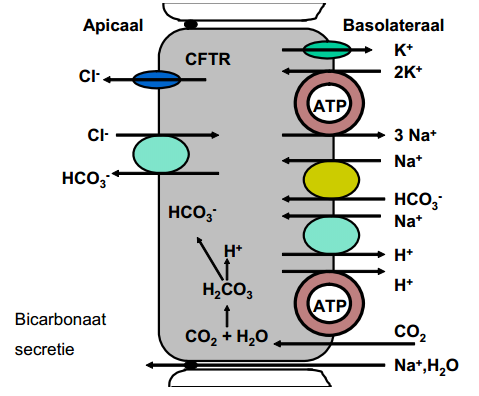 Apicaal
Basolateraal
CFTR
K⁺
2K⁺
Cl⁻
ATP
Cl⁻
3 Na⁺
Na⁺
HCO₃⁻
HCO₃⁻
HCO₃⁻
Na⁺
H⁺
H⁺
H₂CO₃
H⁺
ATP
Bicarbonaat
secretie
CO₂ + H₂O
CO₂
Na⁺,H₂O